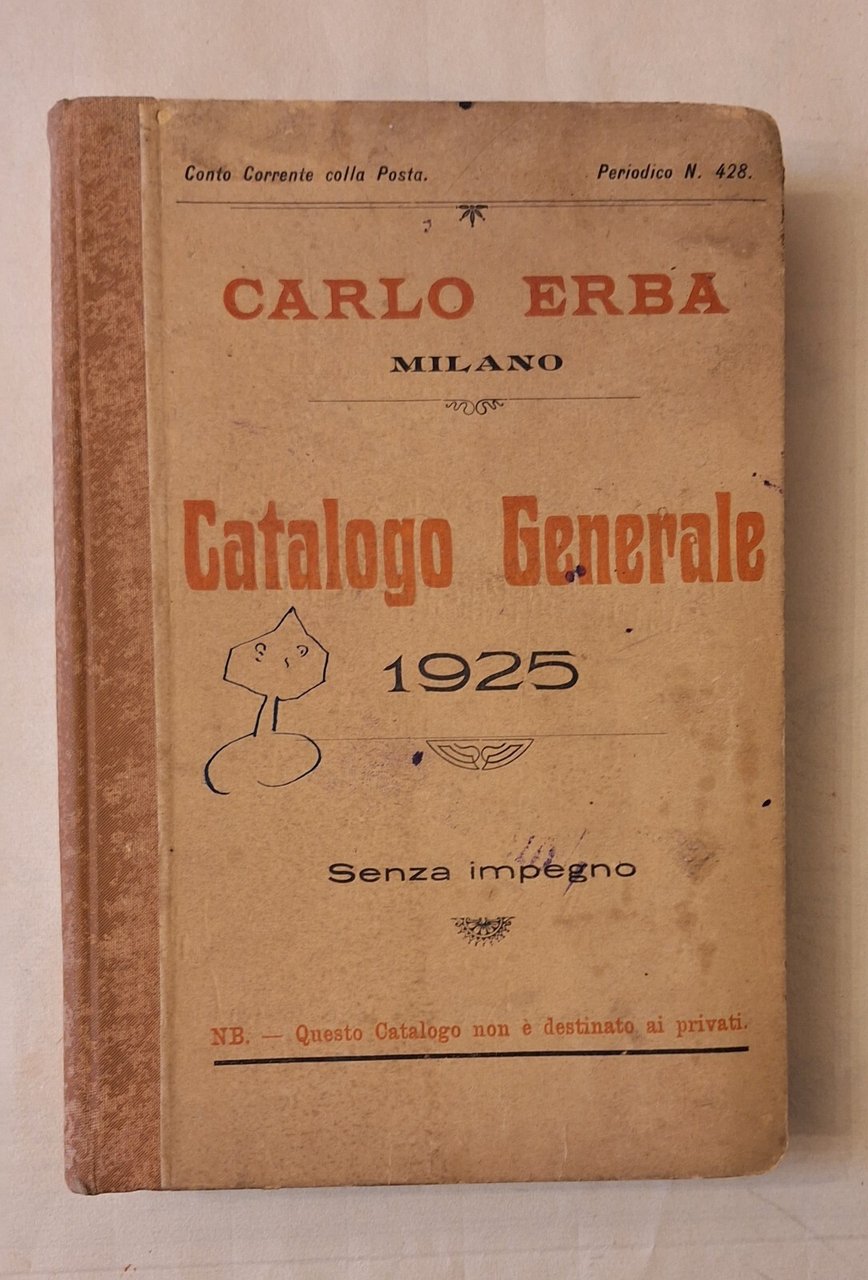 Conto Corrente colla Posta. Periodico N. 428.
CARLO ERBA
MILANO
Catalogo Generale
1925
Senza impegno
NB. — Questo Catalogo non è destinato ai privati.